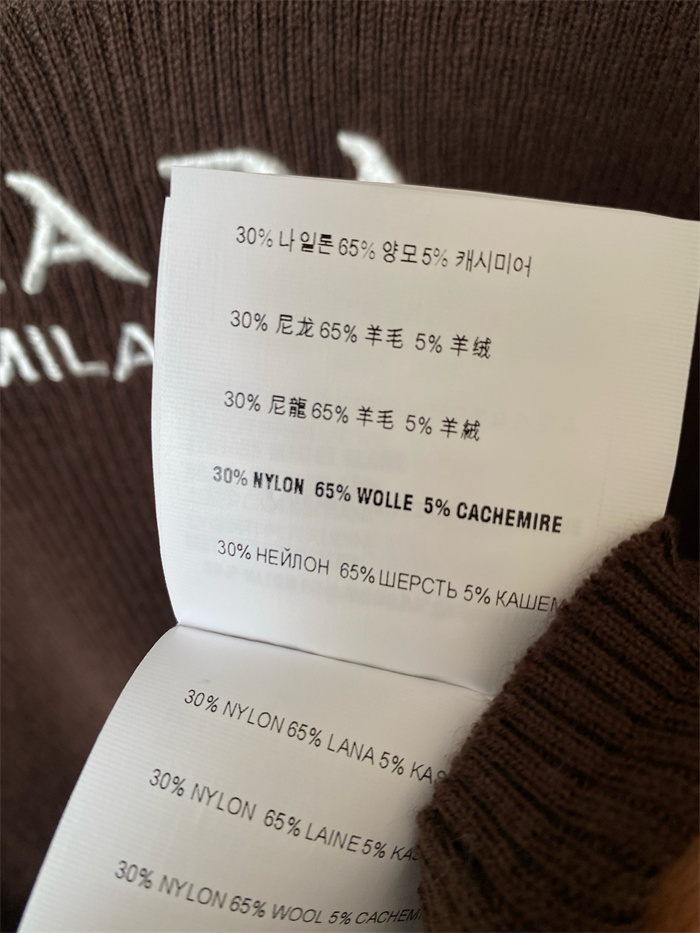 MILA
30% 나일론 65% 양모 5% 캐시미어
30% 尼龙 65% 羊毛 5% 羊绒
30% 尼龍 65% 羊毛 5% 羊絨
30% NYLON 65% WOLLE 5% CACHEMIRE
30% НЕЙЛОН 65% ШЕРСТЬ 5% КАШЕМ
30% NYLON 65% LANA 5% KAS
30% NYLON 65% LAINE 5% KA
30% NYLON 65% WOOL 5% CACHEM